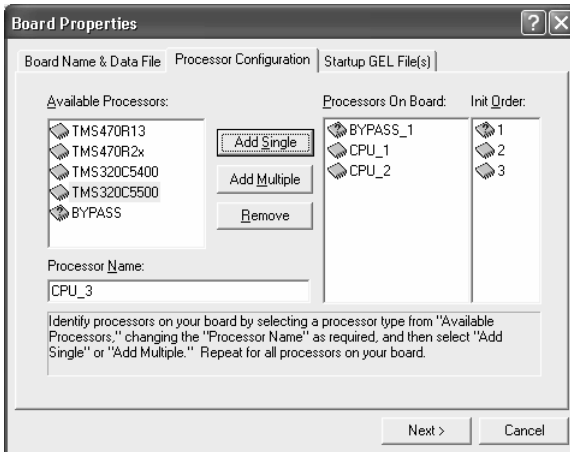 Board Properties
Board Name & Data File
Processor Configuration
Startup GEL File(s)
Available Processors:
TMS470R13
TMS470R2x
TMS320C5400
TMS320C5500
BYPASS
Add Single
Add Multiple
Remove
Processors On Board:
BYPASS_1
CPU_1
CPU_2
Init Order:
1
2
3
Processor Name:
CPU_3
Identify processors on your board by selecting a processor type from "Available
Processors," changing the "Processor Name" as required, and then select "Add
Single" or "Add Multiple." Repeat for all processors on your board.
Next >
Cancel